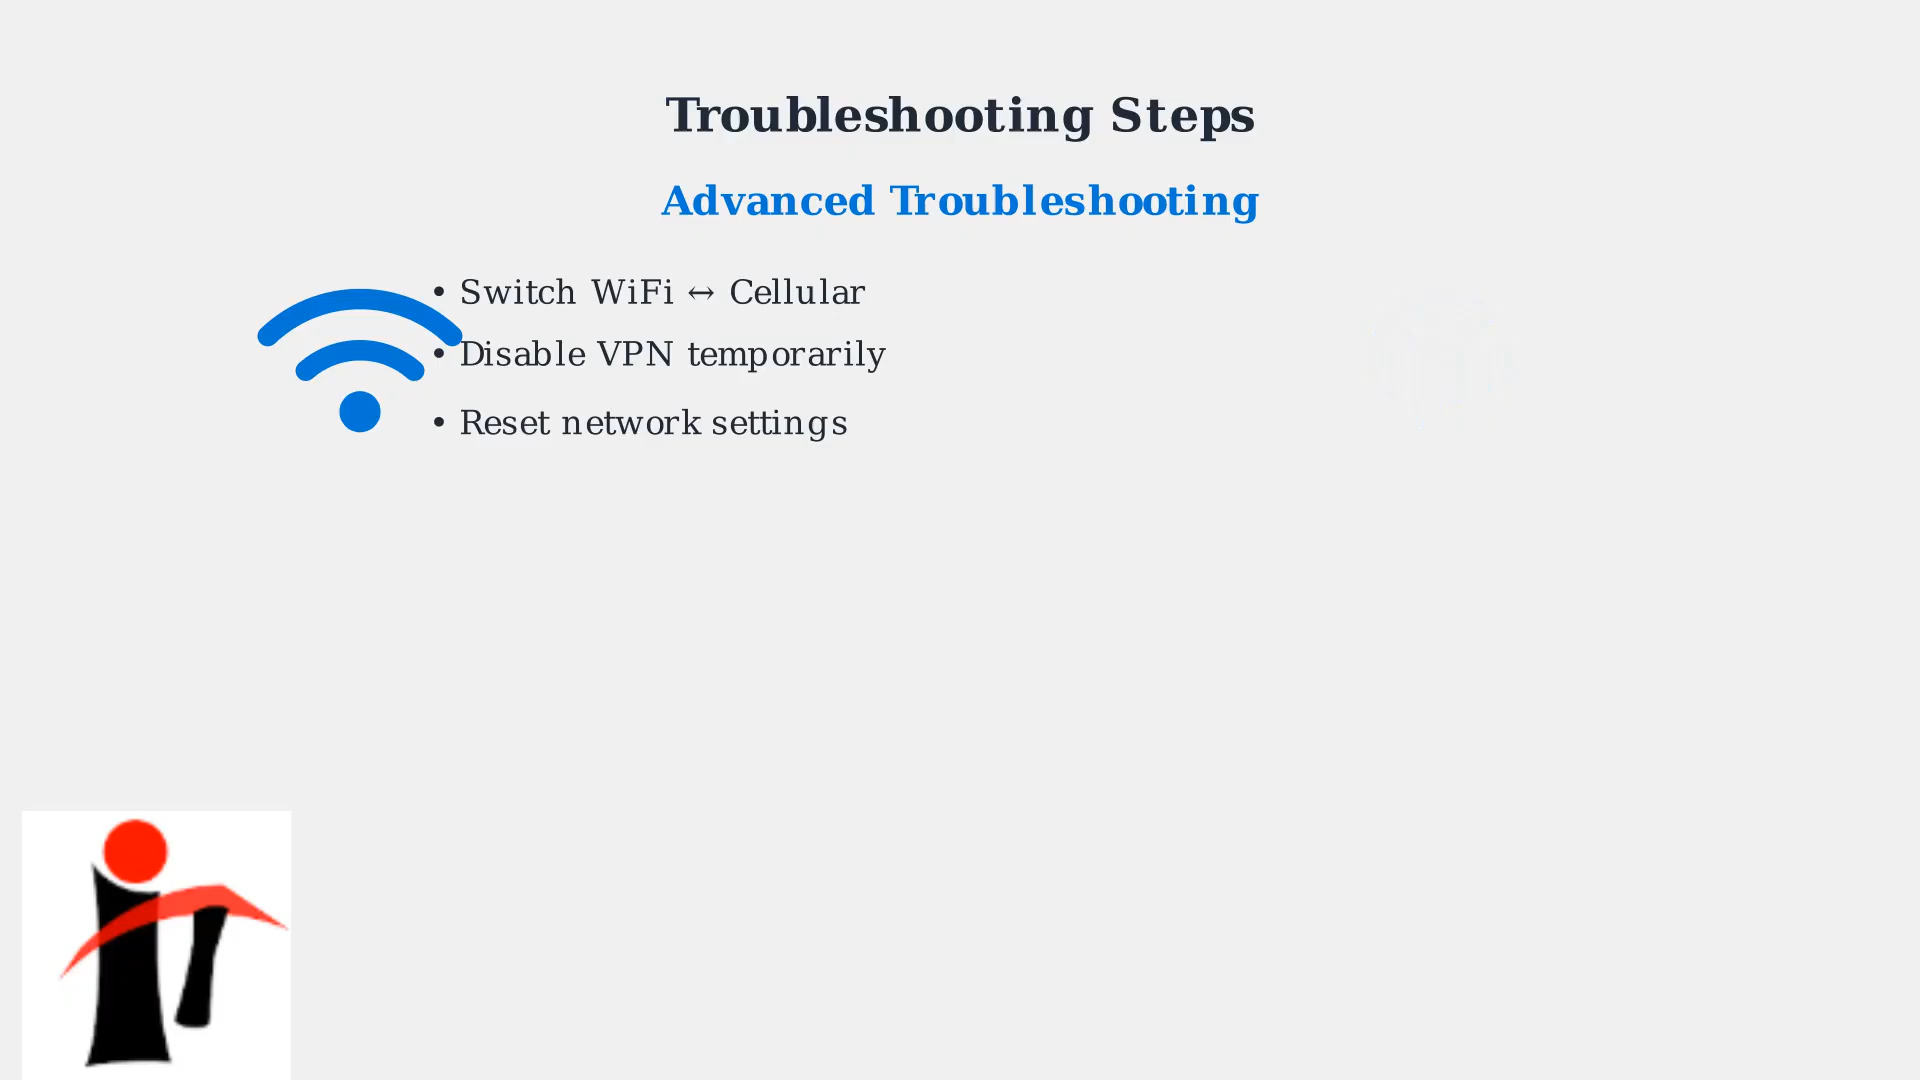 Troubleshooting Steps
Advanced Troubleshooting
• Switch WiFi ↔ Cellular
• Disable VPN temporarily
• Reset network settings